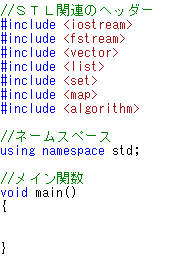 //ＳＴＬ関連のヘッダー
#include <iostream>
#include <fstream>
#include <vector>
#include <list>
#include <set>
#include <map>
#include <algorithm>
//ネームスペース
using namespace std;
//メイン関数
void main()
{
}